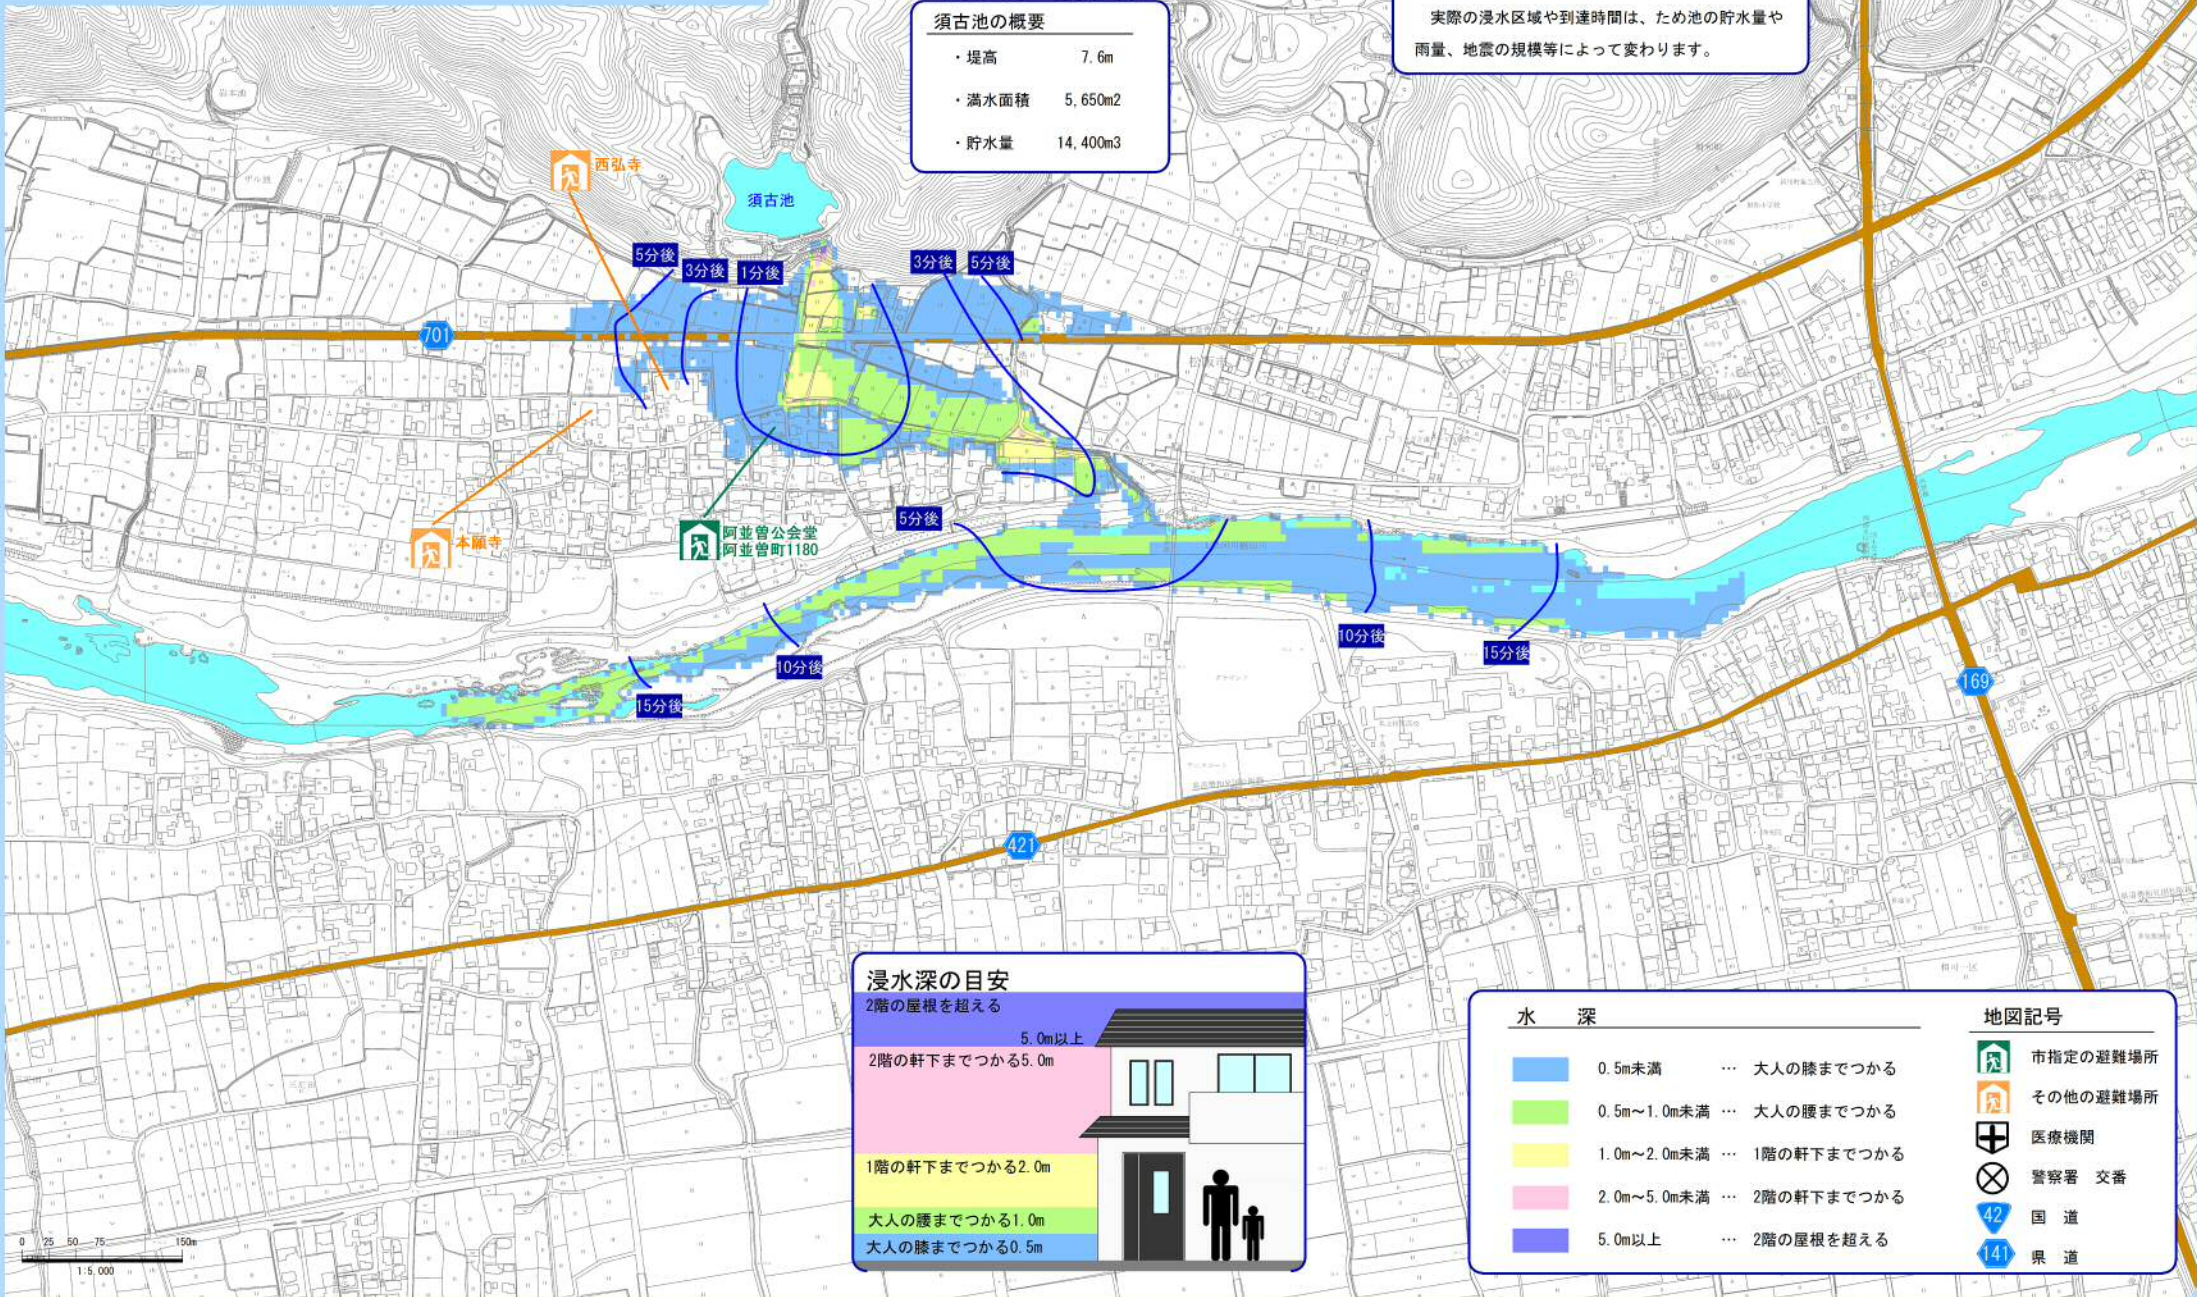 須古池の概要
・堤高 7.6m
・満水面積 5,650m2
・貯水量 14,400m3
実際の浸水区域や到達時間は、ため池の貯水量や
雨量、地震の規模等によって変わります。
西弘寺
須古池
5分後
3分後
1分後
3分後
5分後
701
松阪市
5分後
本願寺
阿並曽公会堂
阿並曽町1180
10分後
15分後
10分後
15分後
169
421
浸水深の目安
2階の屋根を超える
5.0m以上
2階の軒下までつかる5.0m
1階の軒下までつかる2.0m
大人の腰までつかる1.0m
大人の膝までつかる0.5m
水 深
0.5m未満 … 大人の膝までつかる
0.5m～1.0m未満 … 大人の腰までつかる
1.0m～2.0m未満 … 1階の軒下までつかる
2.0m～5.0m未満 … 2階の軒下までつかる
5.0m以上 … 2階の屋根を超える
地図記号
市指定の避難場所
その他の避難場所
医療機関
警察署 交番
42 国 道
141 県 道
0 25 50 75 150m
1:5,000